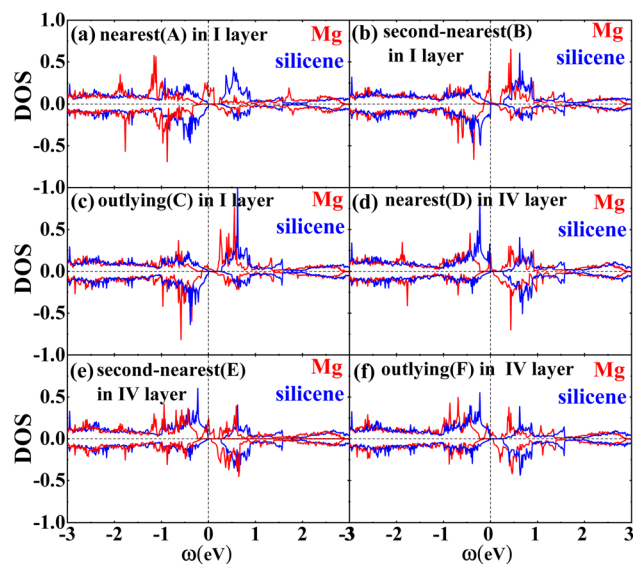 1.0
(a) nearest(A) in I layer
Mg
silicene
(b) second-nearest(B)
in I layer
Mg
silicene
0.5
0.0
-0.5
-1.0
DOS
(c) outlying(C) in I layer
Mg
silicene
(d) nearest(D) in IV layer
Mg
silicene
0.5
0.0
-0.5
-1.0
DOS
(e) second-nearest(E)
in IV layer
Mg
silicene
(f) outlying(F) in IV layer
Mg
silicene
0.5
0.0
-0.5
-1.0
DOS
-3 -2 -1 0 1 2 -3 -2 -1 0 1 2 3
ω(eV) ω(eV)